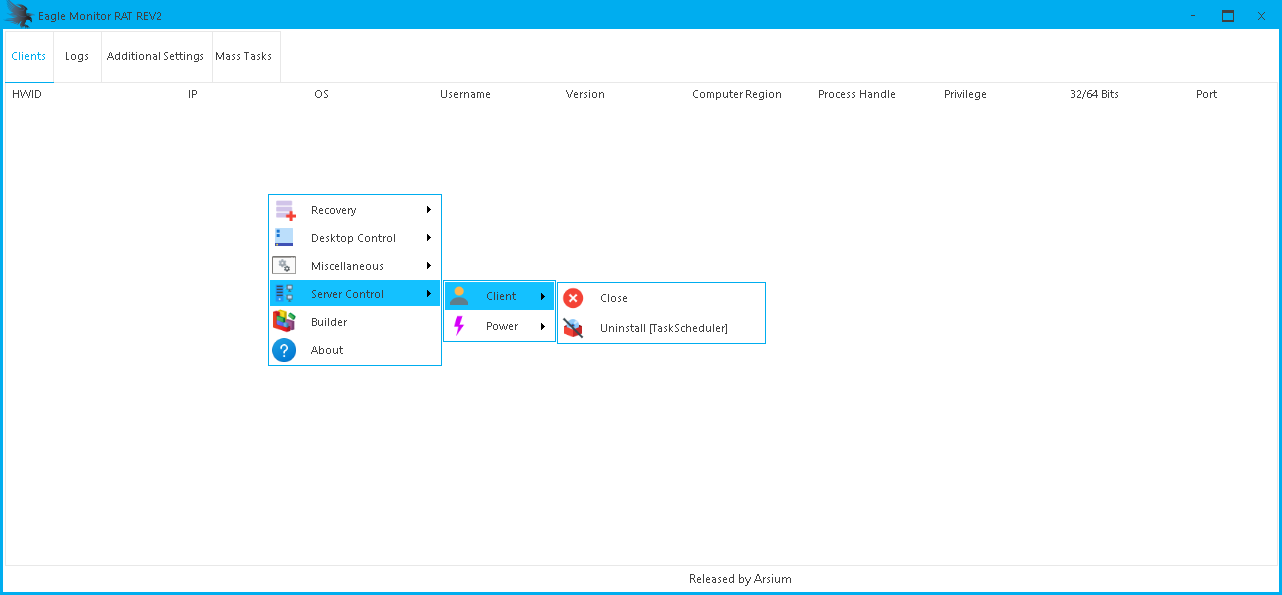 Eagle Monitor RAT REV2
Clients Logs Additional Settings Mass Tasks
HWID IP OS Username Version Computer Region Process Handle Privilege 32/64 Bits Port
Recovery
Desktop Control
Miscellaneous
Server Control Client Close
Builder Power Uninstall [TaskScheduler]
About
Released by Arsium